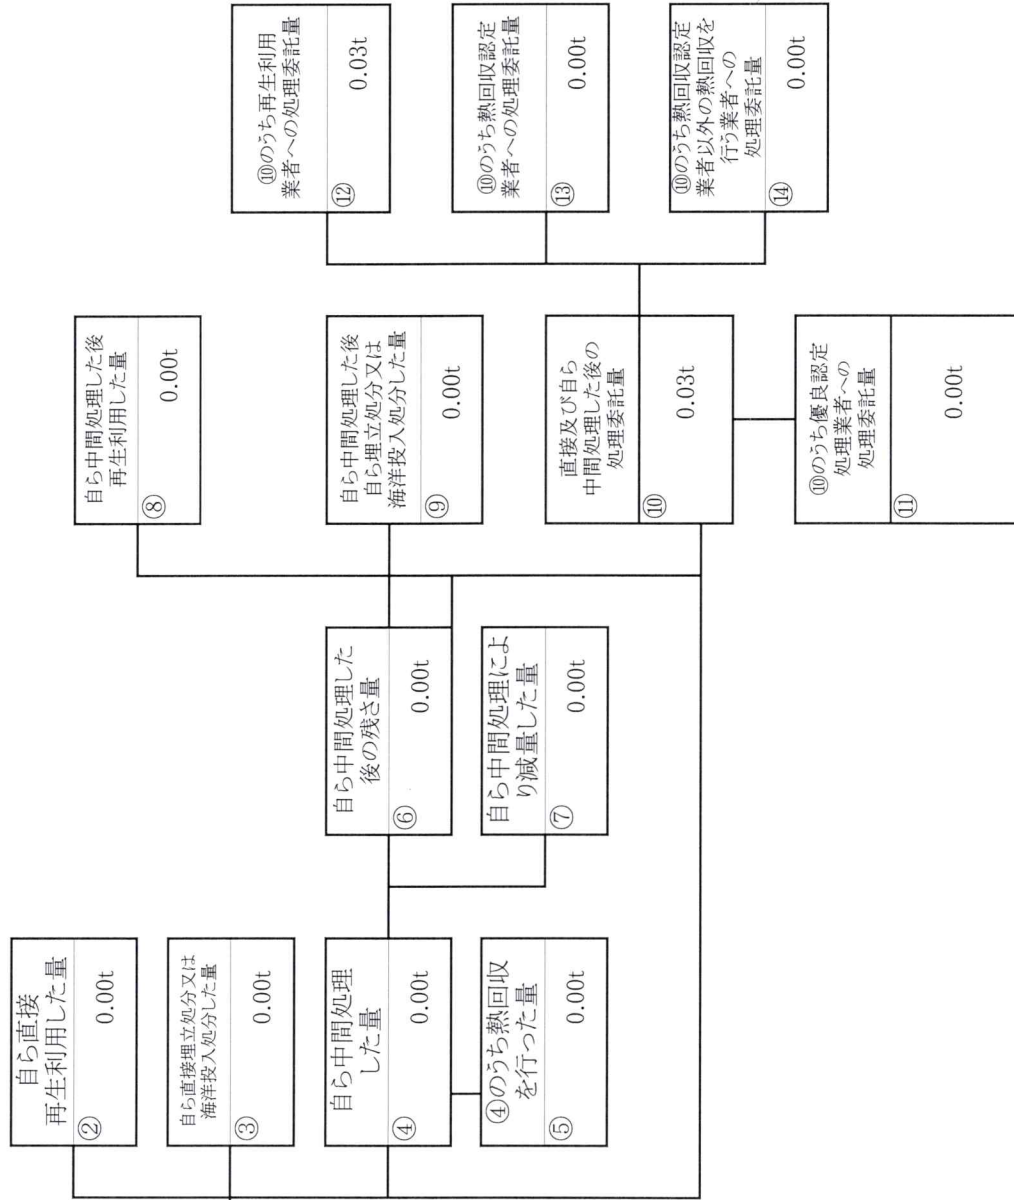 自ら直接
再生利用した量
② 0.00t
自ら直接埋立処分又は
海洋投入処分した量
③ 0.00t
自ら中間処理
した量
④ 0.00t
④のうち熱回収
を行った量
⑤ 0.00t
自ら中間処理した
後の残さ量
⑥ 0.00t
自ら中間処理によ
り減量した量
⑦ 0.00t
自ら中間処理した後
再生利用した量
⑧ 0.00t
自ら中間処理した後
自ら埋立処分又は
海洋投入処分した量
⑨ 0.00t
直接及び自ら
中間処理した後の
処理委託量
⑩ 0.03t
⑩のうち優良認定
処理業者への
処理委託量
⑪ 0.00t
⑩のうち再生利用
業者への処理委託量
⑫ 0.03t
⑩のうち熱回収認定
業者への処理委託量
⑬ 0.00t
⑩のうち熱回収認定
業者以外の熱回収を
行う業者への
処理委託量
⑭ 0.00t